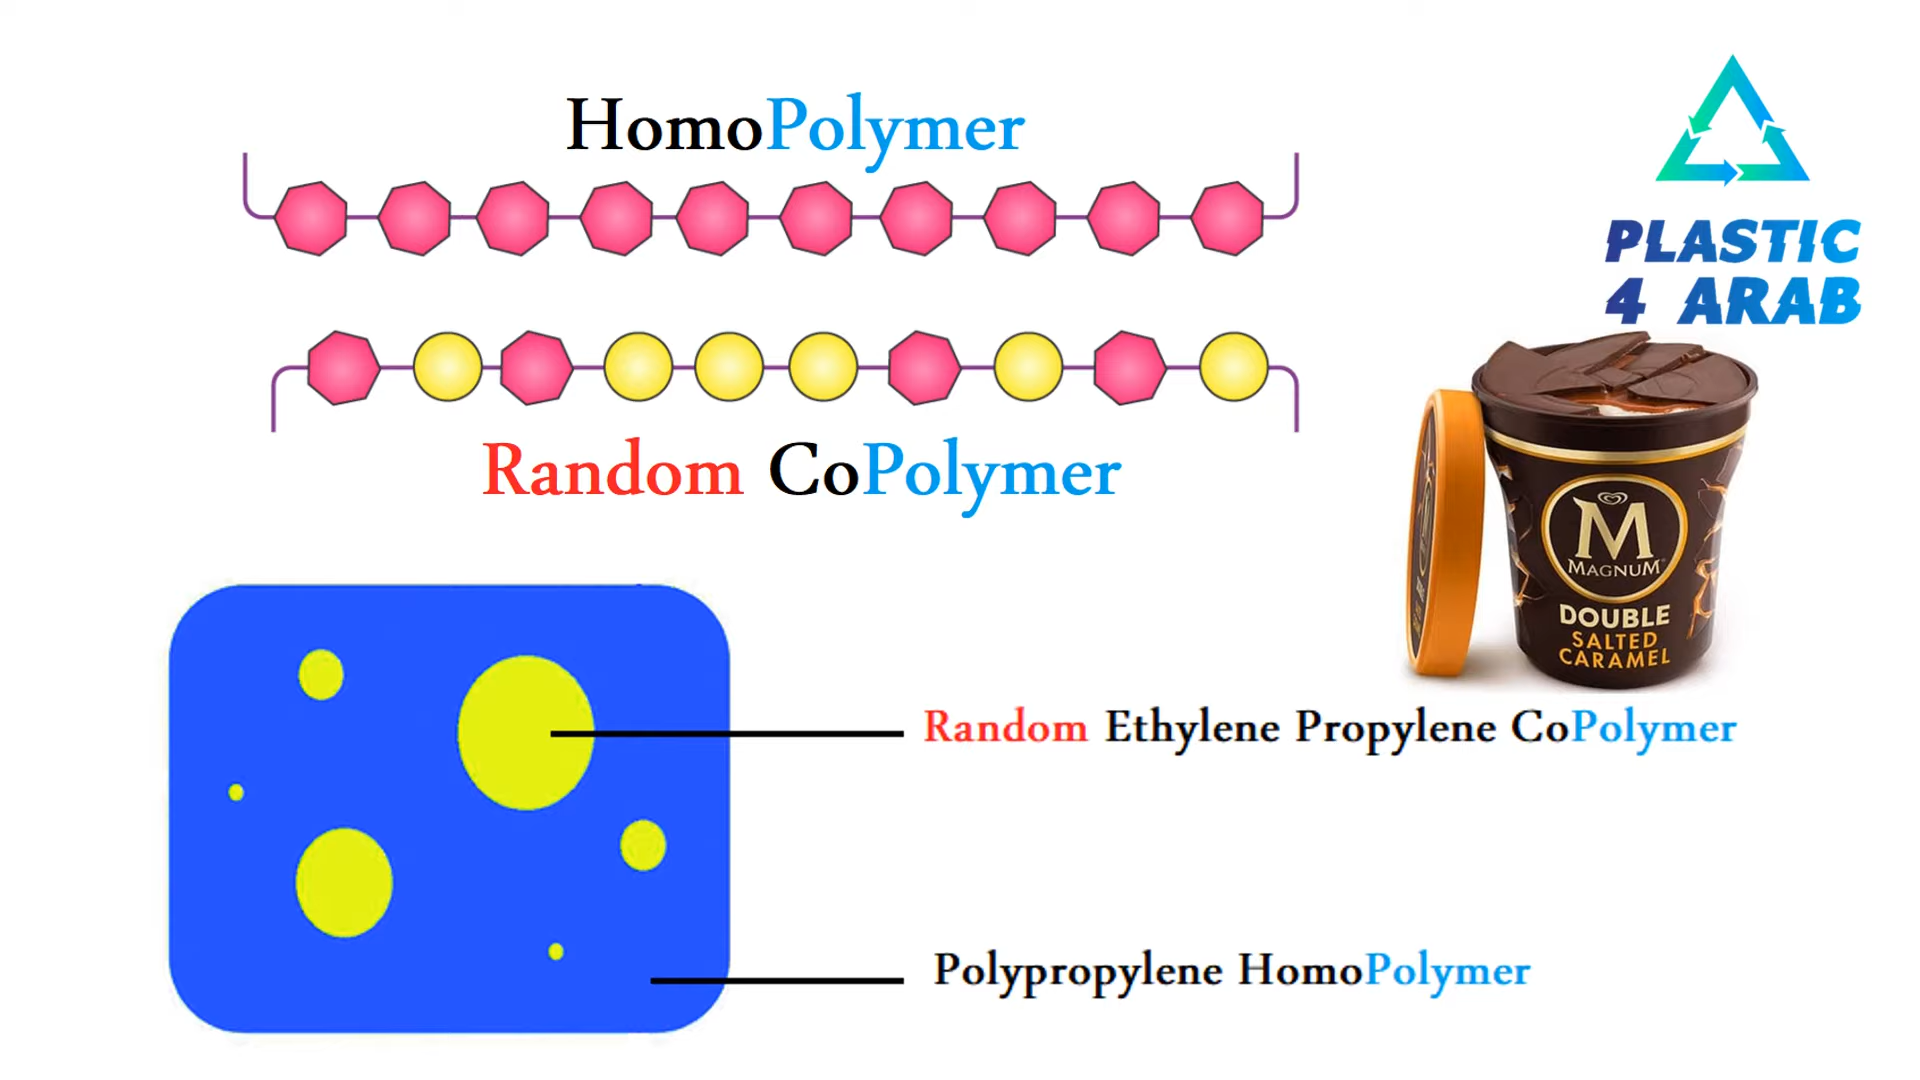 HomoPolymer
PLASTIC
4 ARAB
Random CoPolymer
M
MAGNUM
DOUBLE
SALTED
CARAMEL
Random Ethylene Propylene CoPolymer
Polypropylene HomoPolymer